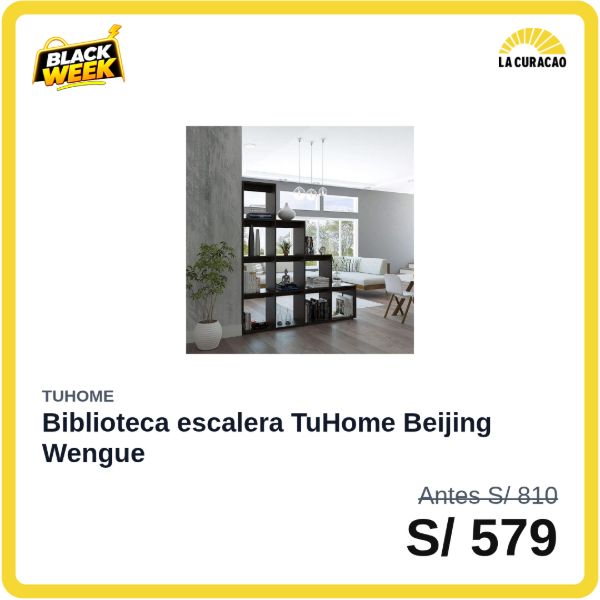 BLACK
WEEK
LA CURACAO
TUHOME
Biblioteca escalera TuHome Beijing
Wengue
Antes S/ 810
S/ 579